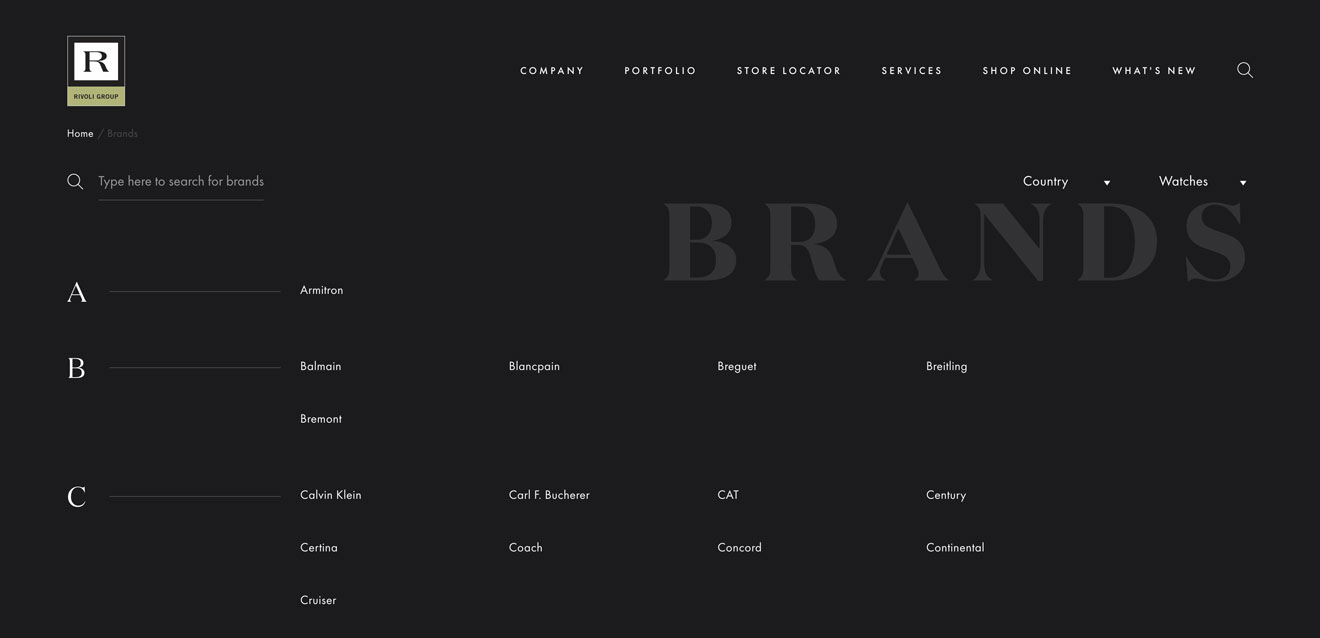 R
RIVOLI GROUP
COMPANY PORTFOLIO STORE LOCATOR SERVICES SHOP ONLINE WHAT'S NEW
Home / Brands
Type here to search for brands Country Watches
BRANDS
A Armitron
B Balmain Blancpain Breguet Breitling
Bremont
C Calvin Klein Carl F. Bucherer CAT Century
Certina Coach Concord Continental
Cruiser